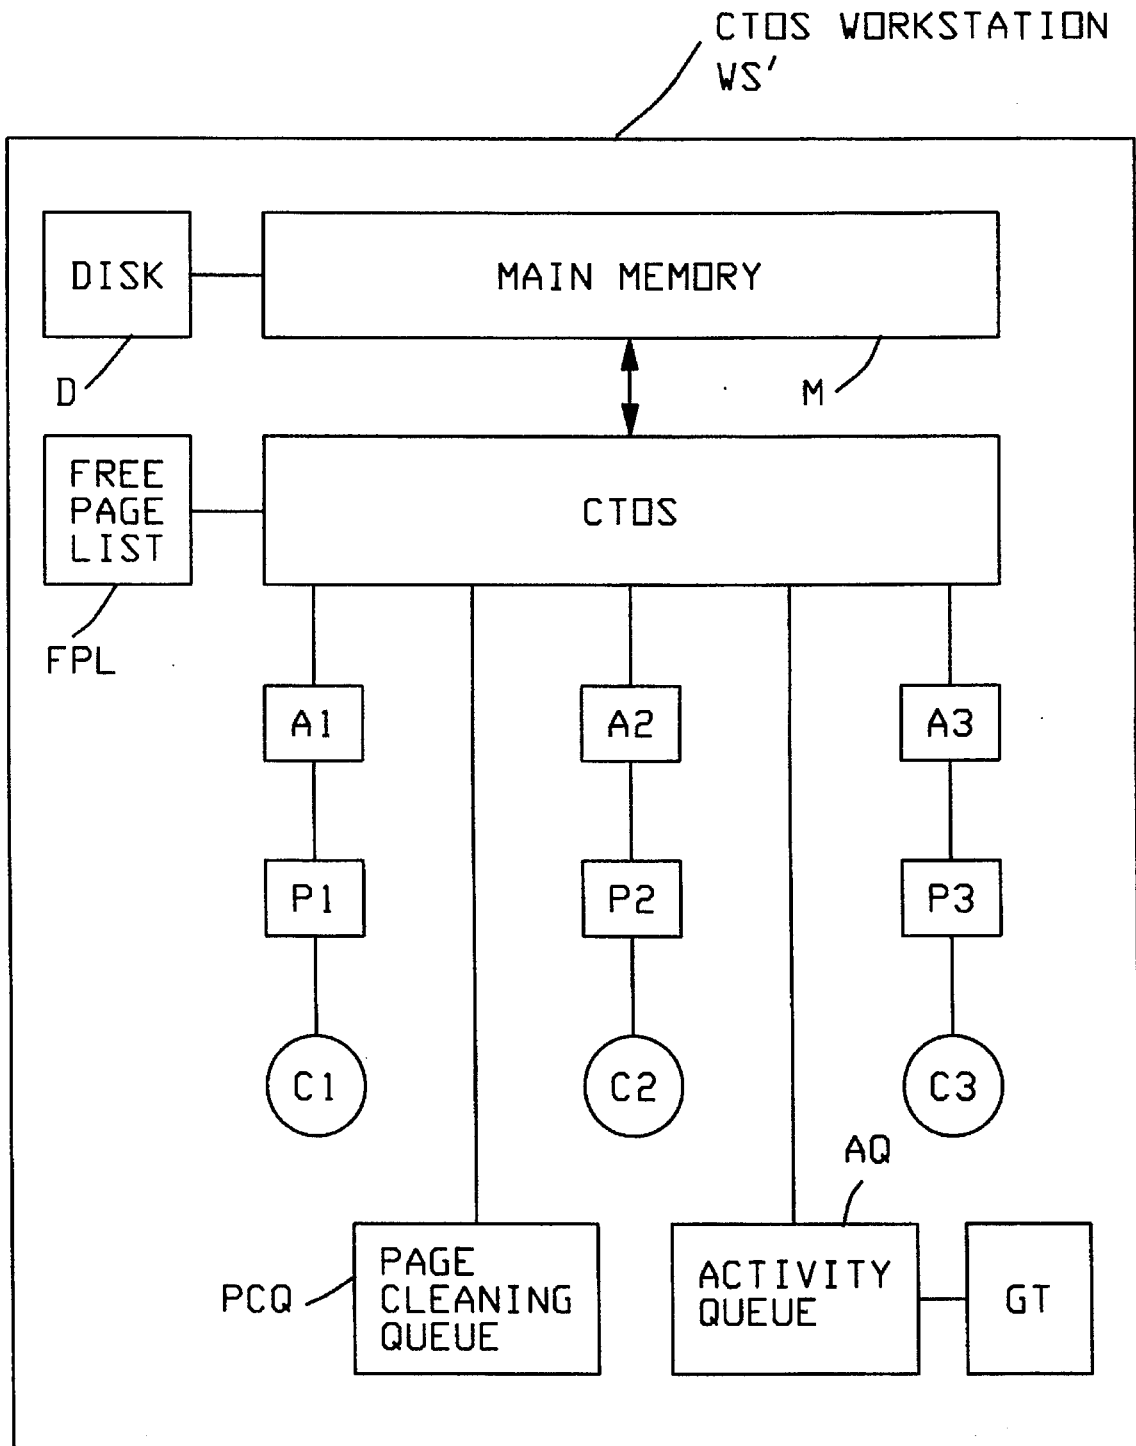 CTOS WORKSTATION
WS'
DISK
MAIN MEMORY
D
M
FREE
PAGE
LIST
CTOS
FPL
A1
A2
A3
P1
P2
P3
C1
C2
C3
AQ
PCQ
PAGE
CLEANING
QUEUE
ACTIVITY
QUEUE
GT